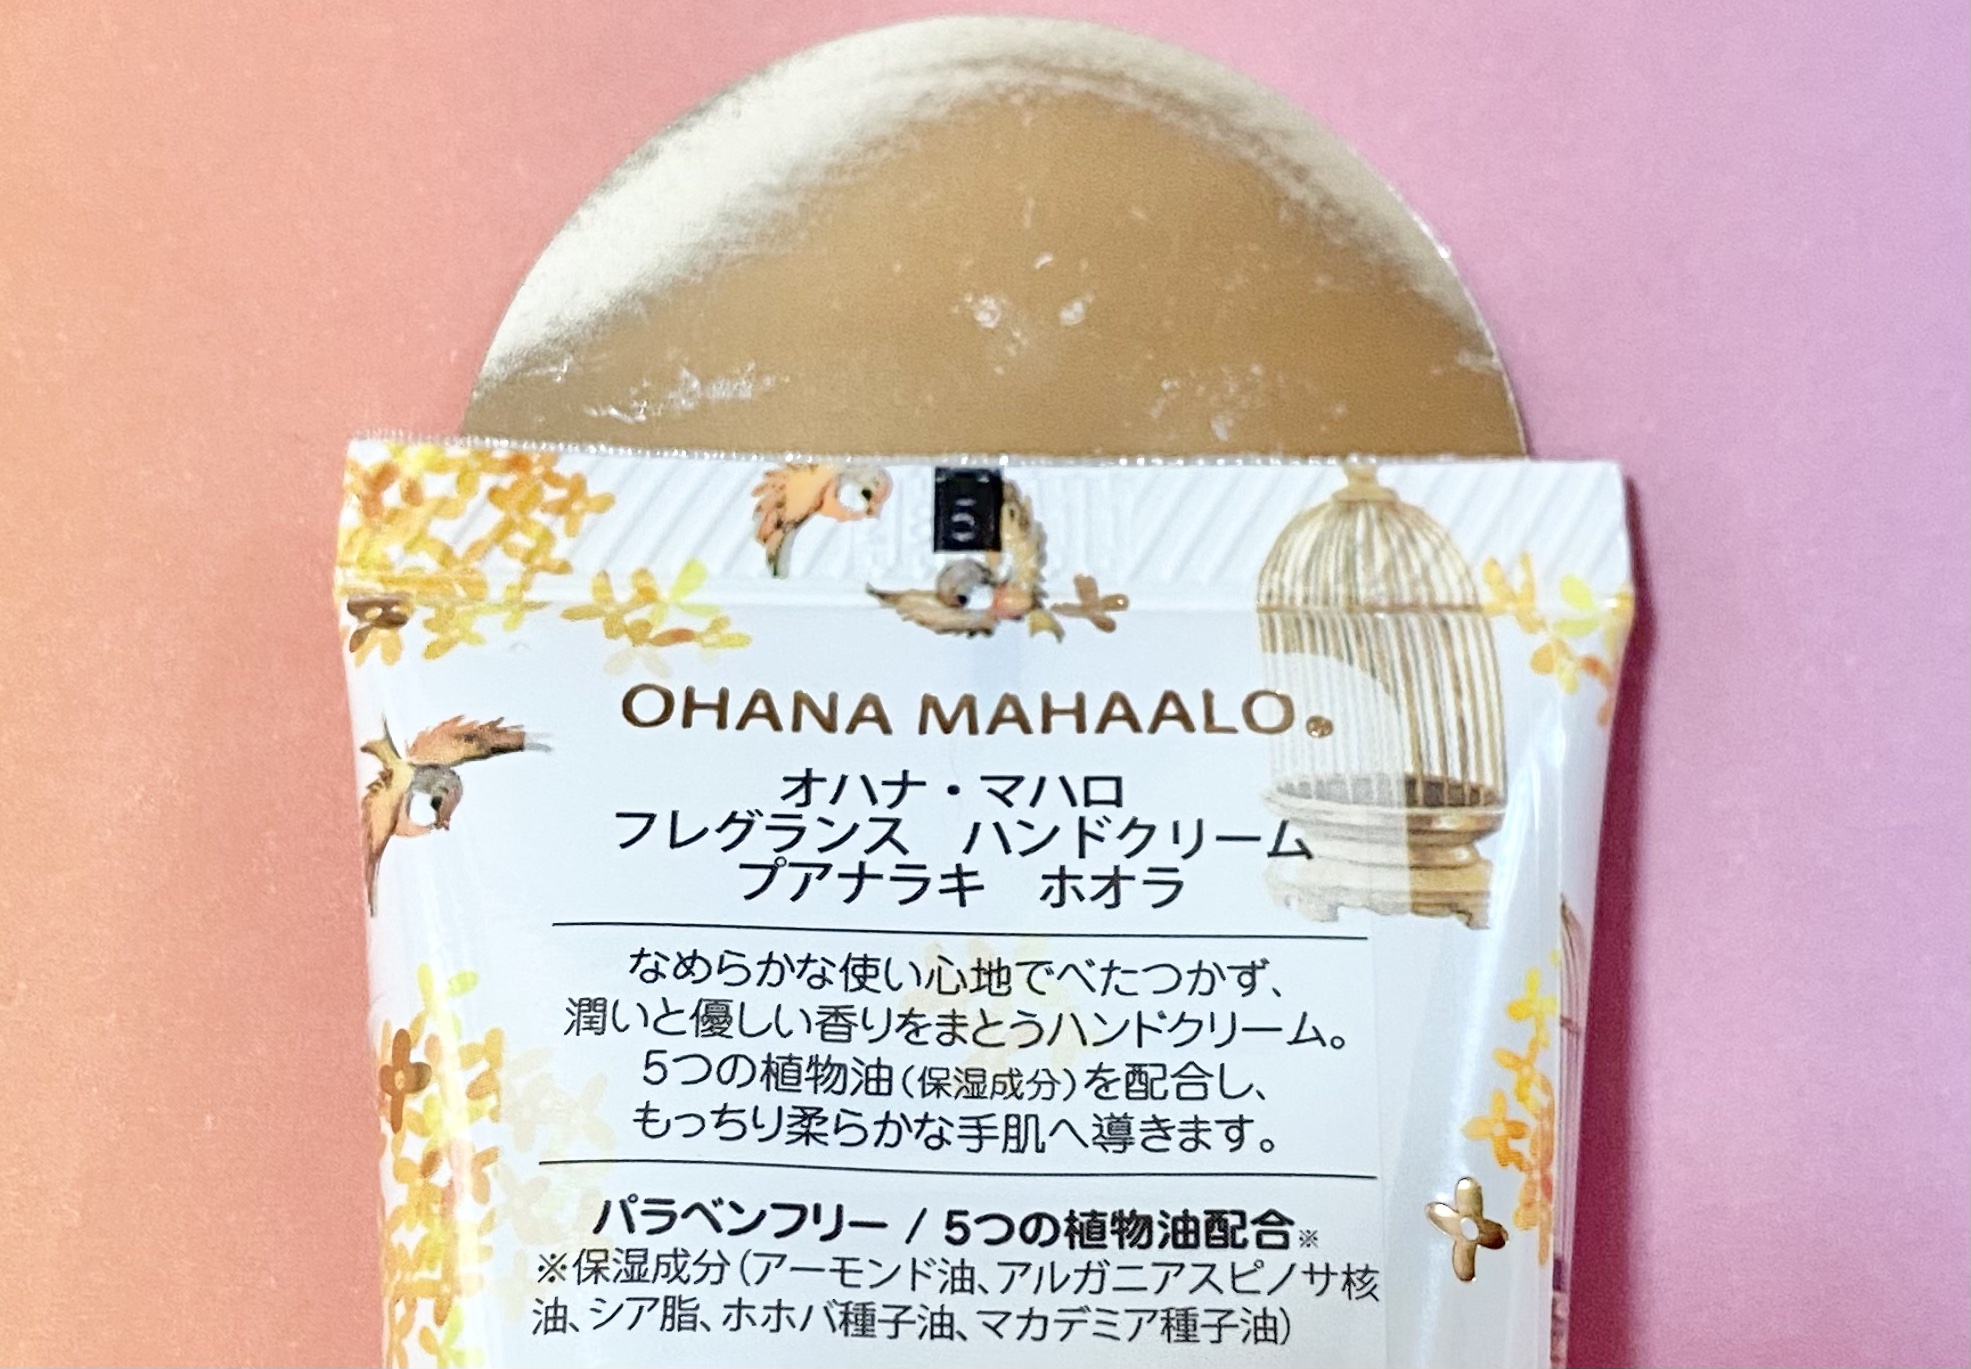 OHANA MAHAALO
オハナ・マハロ
フレグランス　ハンドクリーム
プアナラキ　ホオラ
なめらかな使い心地でべたつかず、
潤いと優しい香りをまとうハンドクリーム。
5つの植物油(保湿成分)を配合し、
もっちり柔らかな手肌へ導きます。
パラベンフリー / 5つの植物油配合※
※保湿成分(アーモンド油、アルガニアスピノサ核
油、シア脂、ホホバ種子油、マカデミア種子油)